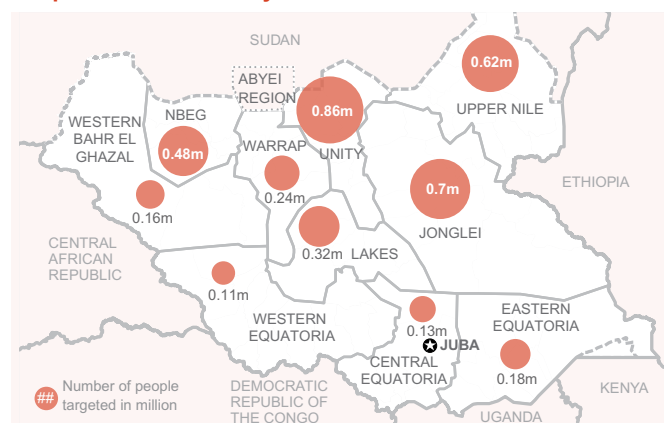 SUDAN
0.62m
ABYEI
REGION
0.86m
UPPER NILE
NBEG
WESTERN
BAHR EL
GHAZAL
0.48m
WARRAP
UNITY
0.24m
0.7m
ETHIOPIA
0.16m
JONGLEI
CENTRAL
AFRICAN
REPUBLIC
0.32m
LAKES
0.11m
WESTERN
EQUATORIA
0.13m
JUBA
CENTRAL
EQUATORIA
EASTERN
EQUATORIA
0.18m
## Number of people
targeted in million
DEMOCRATIC
REPUBLIC OF
THE CONGO
UGANDA
KENYA